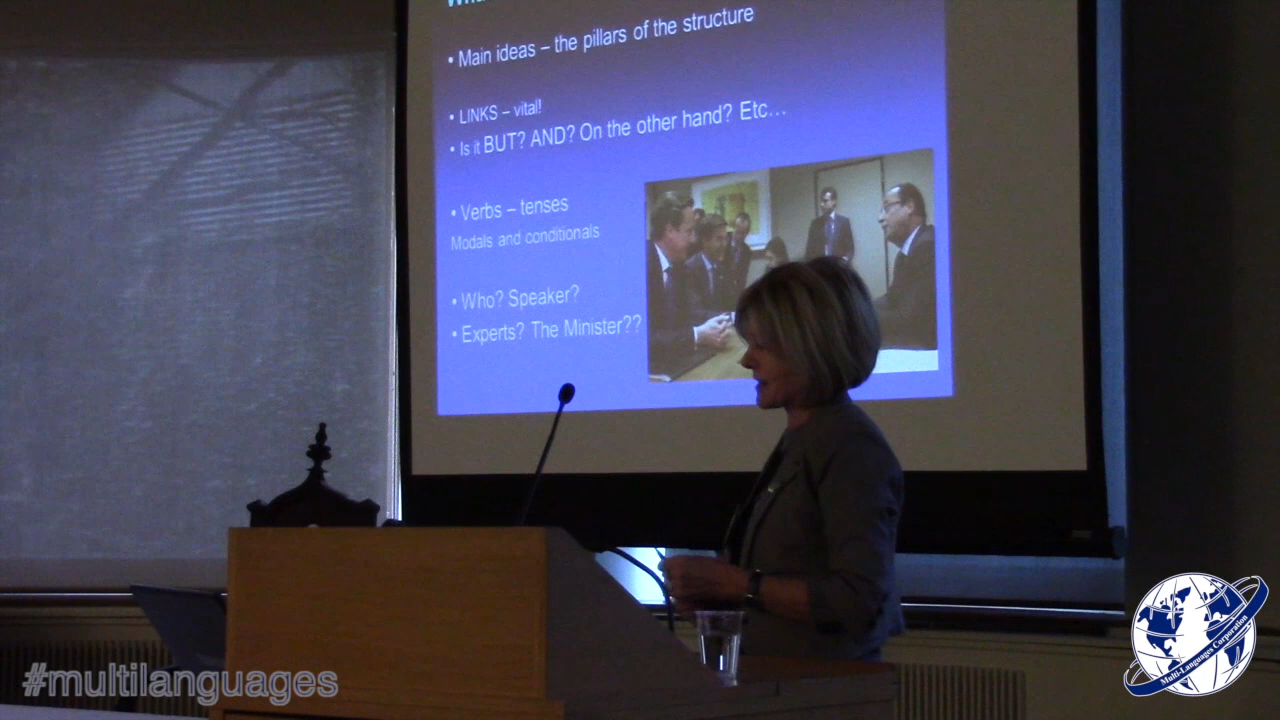 • Main ideas – the pillars of the structure
• LINKS – vital!
• Is it BUT? AND? On the other hand? Etc…
• Verbs – tenses
Modals and conditionals
• Who? Speaker?
• Experts? The Minister??
#multilanguages
Multi-Languages Corporation